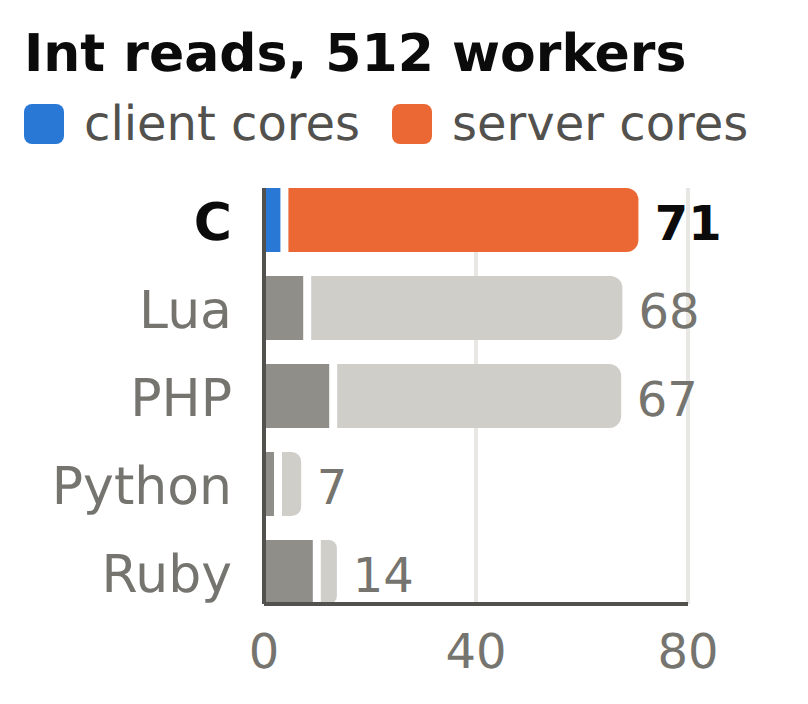 Int reads, 512 workers
client cores server cores
C 71
Lua 68
PHP 67
Python 7
Ruby 14
0 40 80